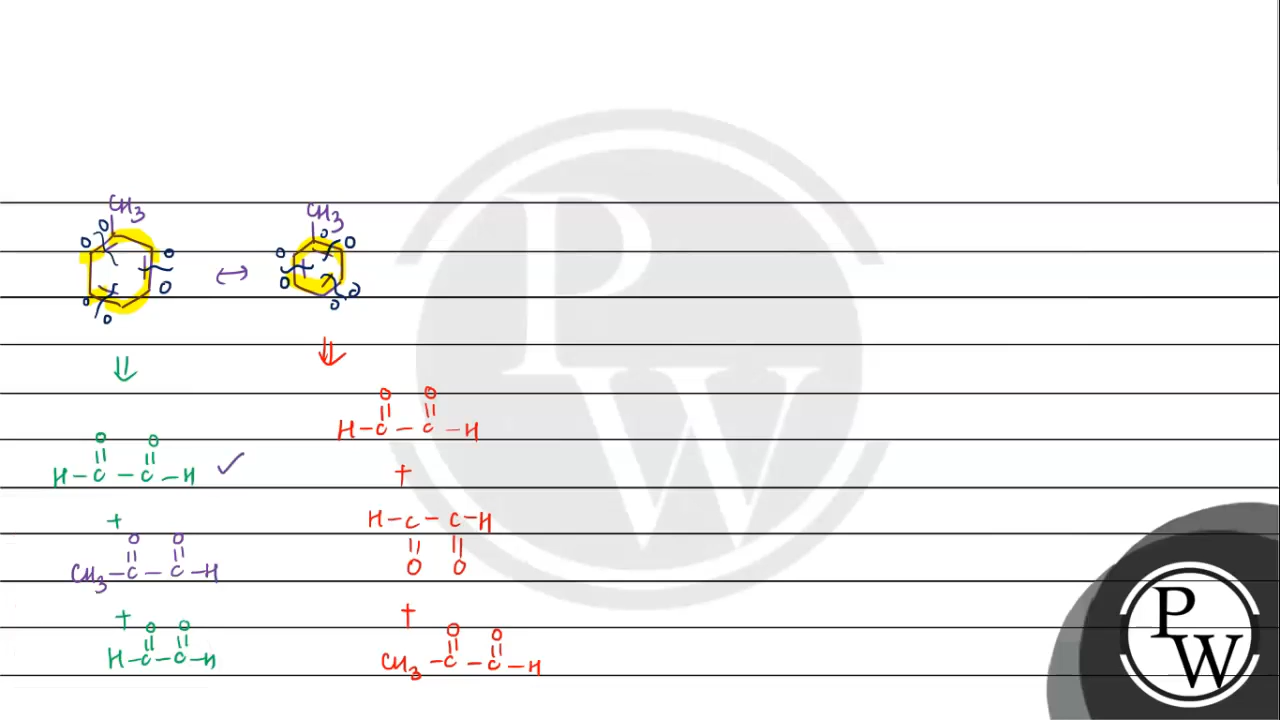 CH3 CH3
O O O O
O O
O O O O
O O O
⇓ ⇓
O O
|| ||
H-C-C-H
O O
|| ||
H-C-C-H ✓
+
+
H-C-C-H
|| ||
O O
O O
|| ||
CH3-C-C-H
+
+
O O
|| ||
H-C-C-H
O O
|| ||
CH3-C-C-H
P
W
P
W